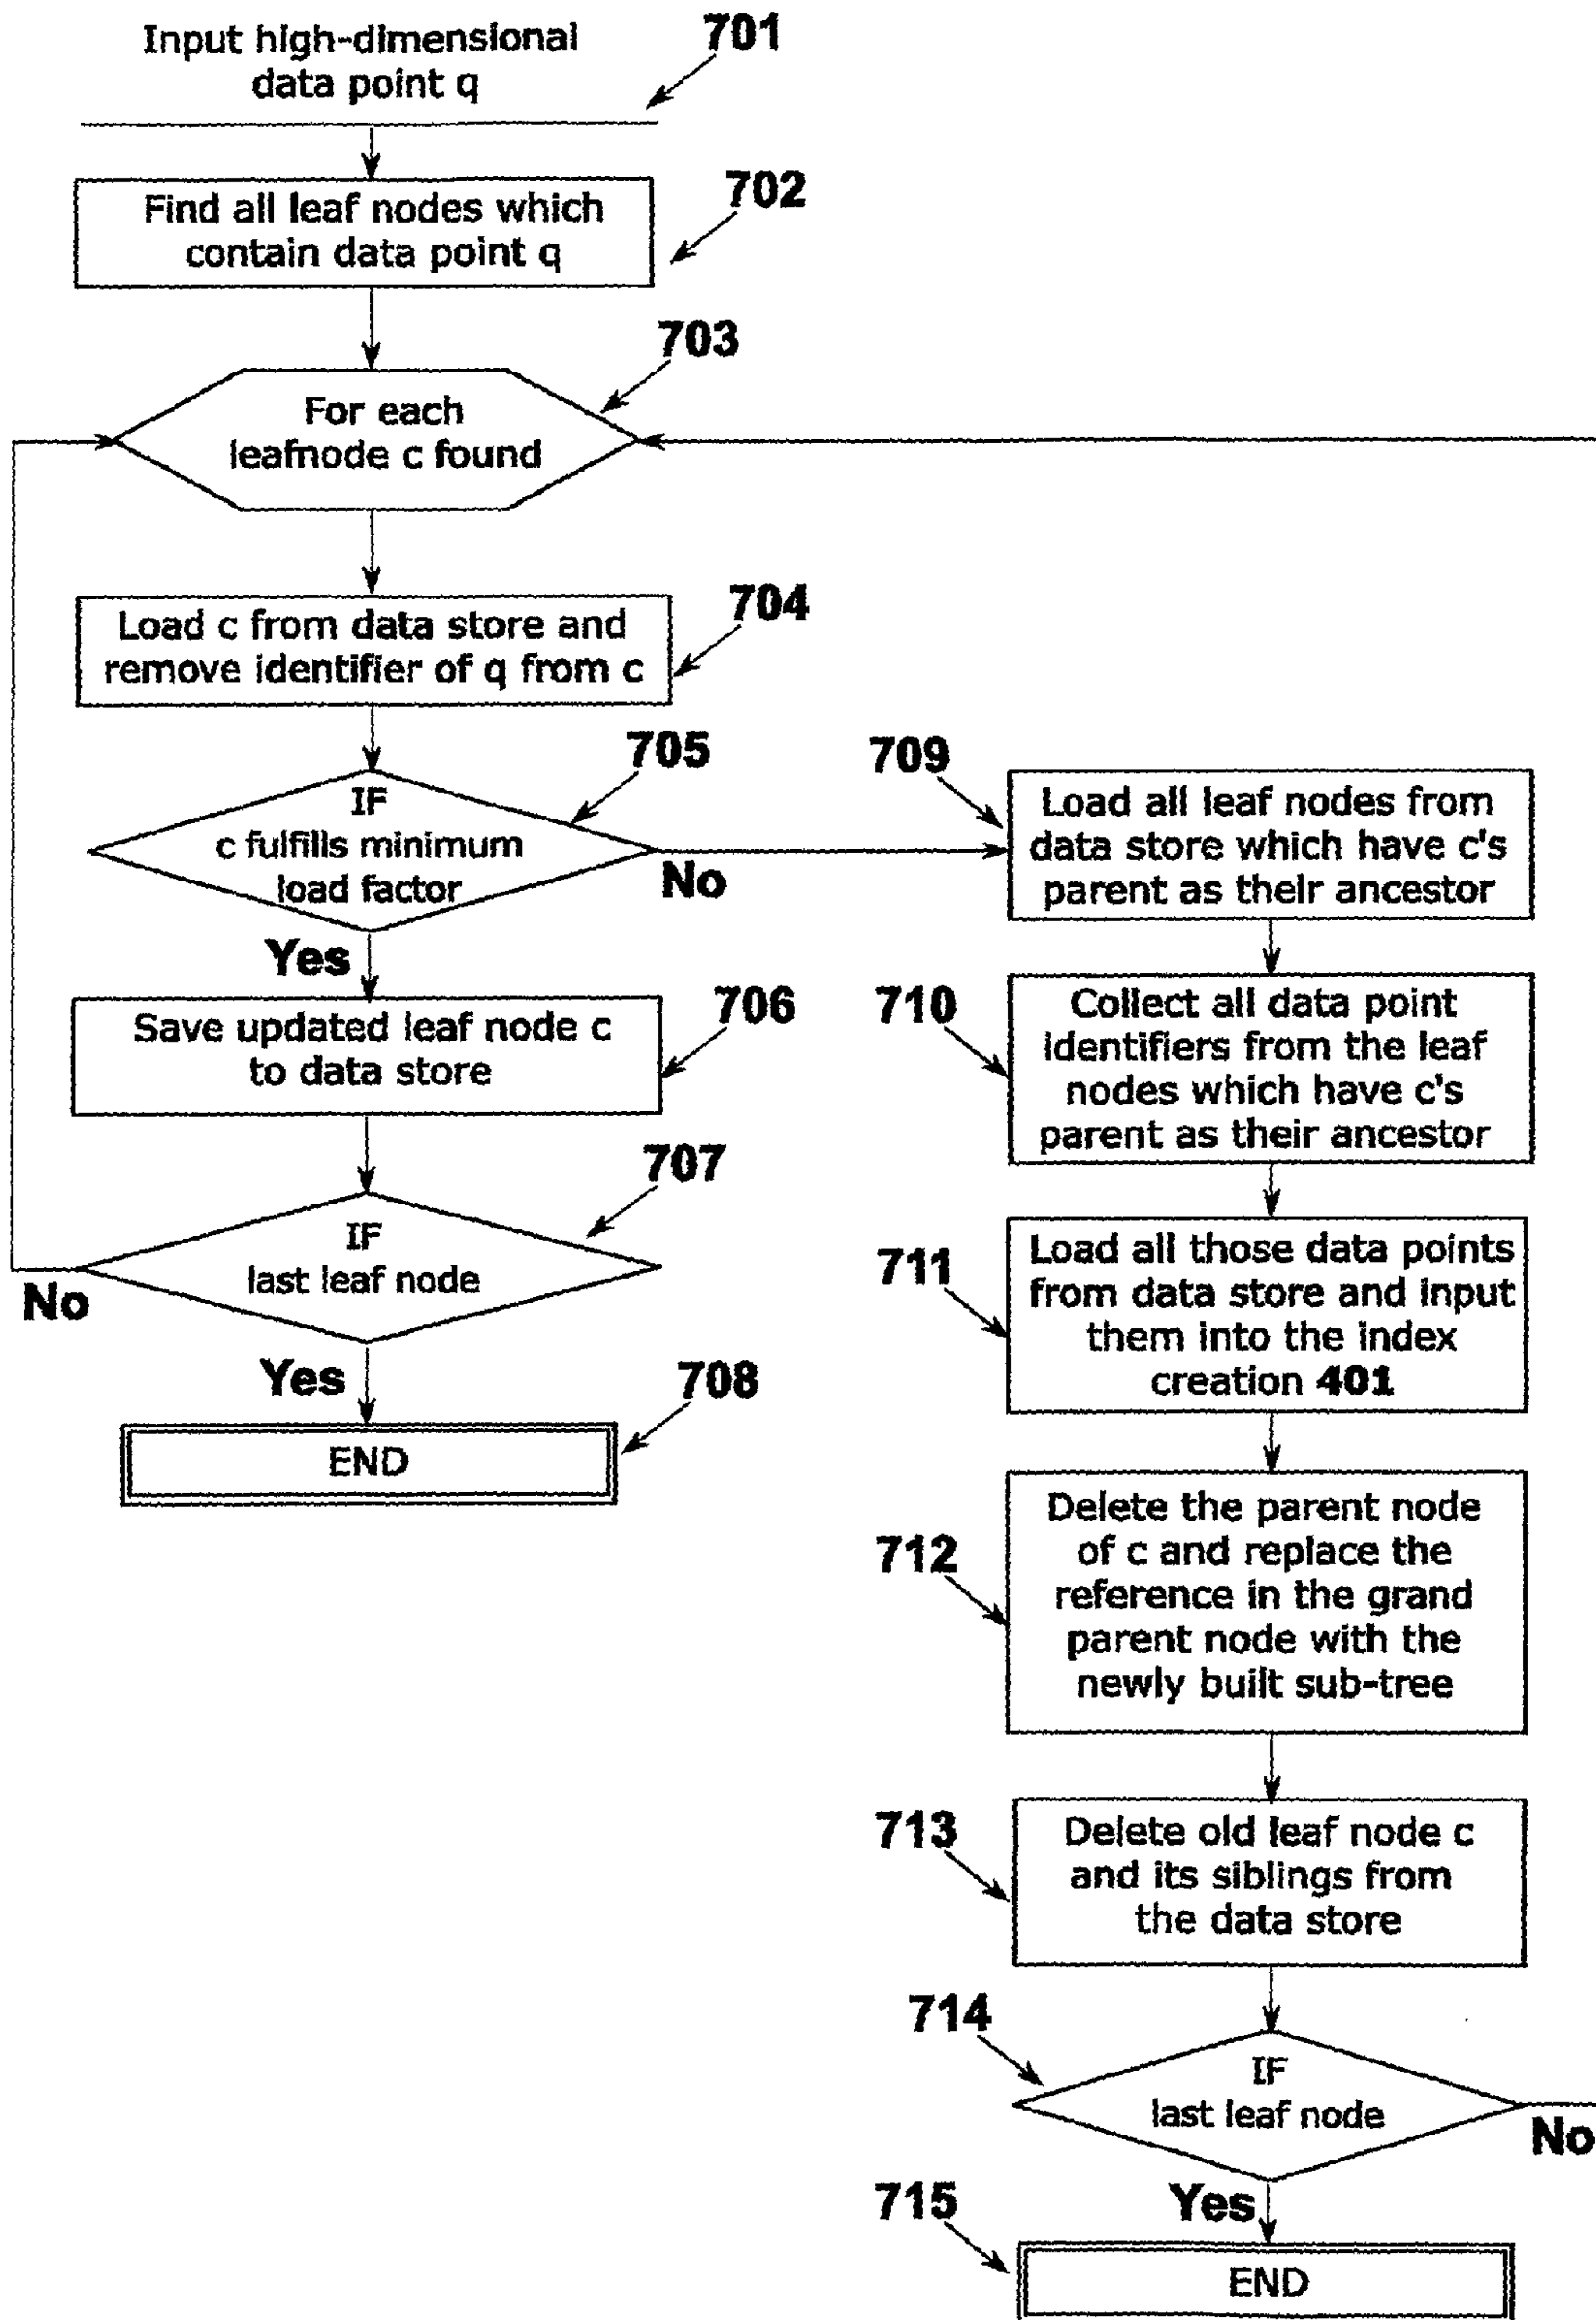 Input high-dimensional
data point q
701
Find all leaf nodes which
contain data point q
702
703
For each
leafnode c found
Load c from data store and
remove identifier of q from c
704
705
IF
c fulfills minimum
load factor
No
Yes
Save updated leaf node c
to data store
706
707
IF
last leaf node
No
Yes
708
END
709
Load all leaf nodes from
data store which have c's
parent as their ancestor
710
Collect all data point
identifiers from the leaf
nodes which have c's
parent as their ancestor
711
Load all those data points
from data store and input
them into the index
creation 401
712
Delete the parent node
of c and replace the
reference in the grand
parent node with the
newly built sub-tree
713
Delete old leaf node c
and its siblings from
the data store
714
IF
last leaf node
No
Yes
715
END